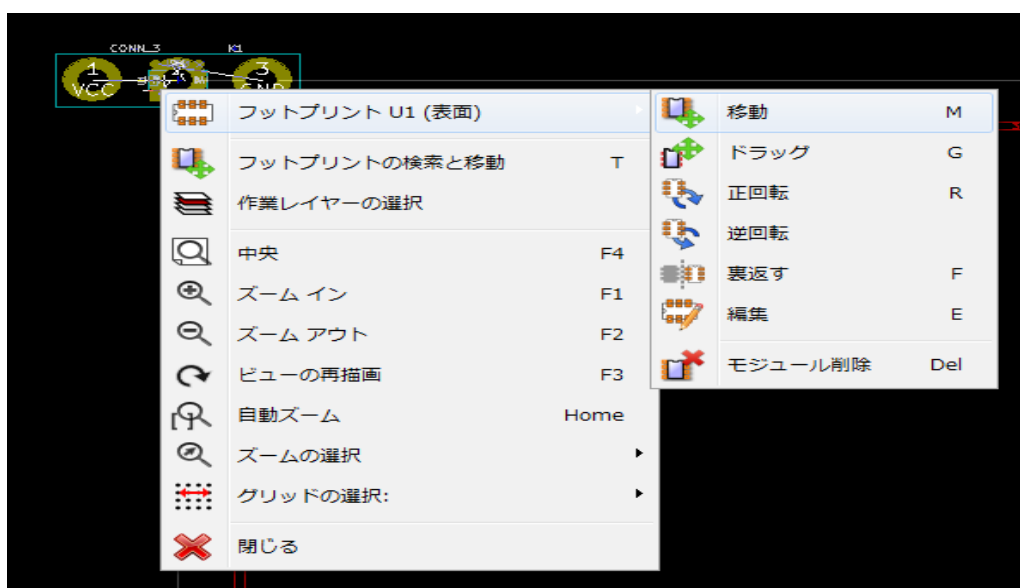 CONN_3 K1
1 3
VCC GND
フットプリント U1 (表面)
フットプリントの検索と移動 T
作業レイヤーの選択
中央 F4
ズーム イン F1
ズーム アウト F2
ビューの再描画 F3
自動ズーム Home
ズームの選択
グリッドの選択:
閉じる
移動 M
ドラッグ G
正回転 R
逆回転
裏返す F
編集 E
モジュール削除 Del